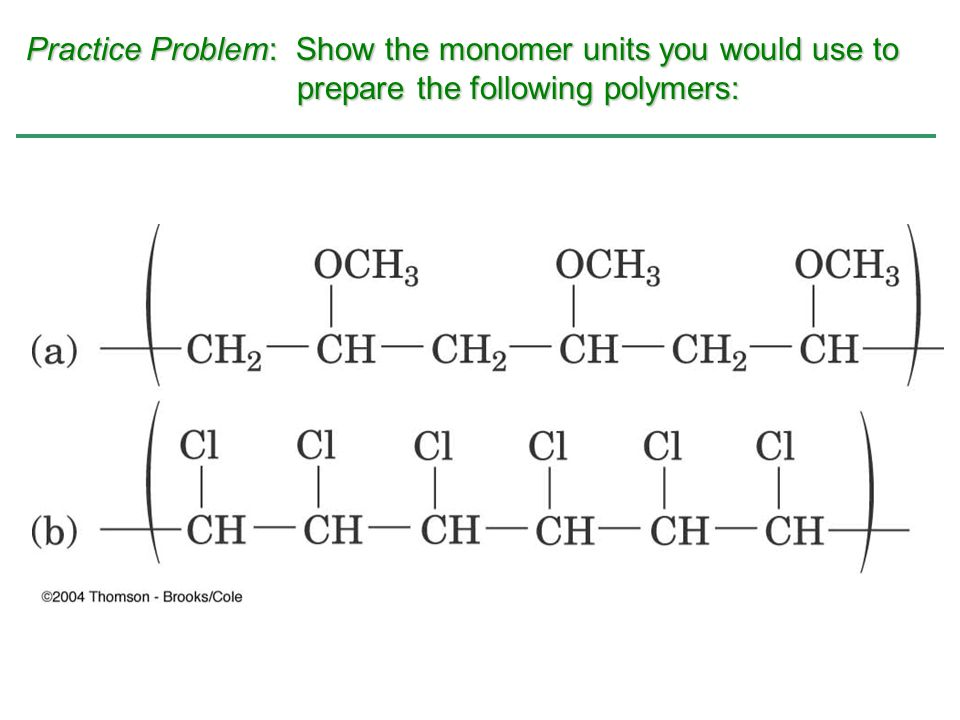 Practice Problem: Show the monomer units you would use to
prepare the following polymers:
OCH₃ OCH₃ OCH₃
(a) CH₂ CH CH₂ CH CH₂ CH
Cl Cl Cl Cl Cl Cl
(b) CH CH CH CH CH CH
©2004 Thomson - Brooks/Cole